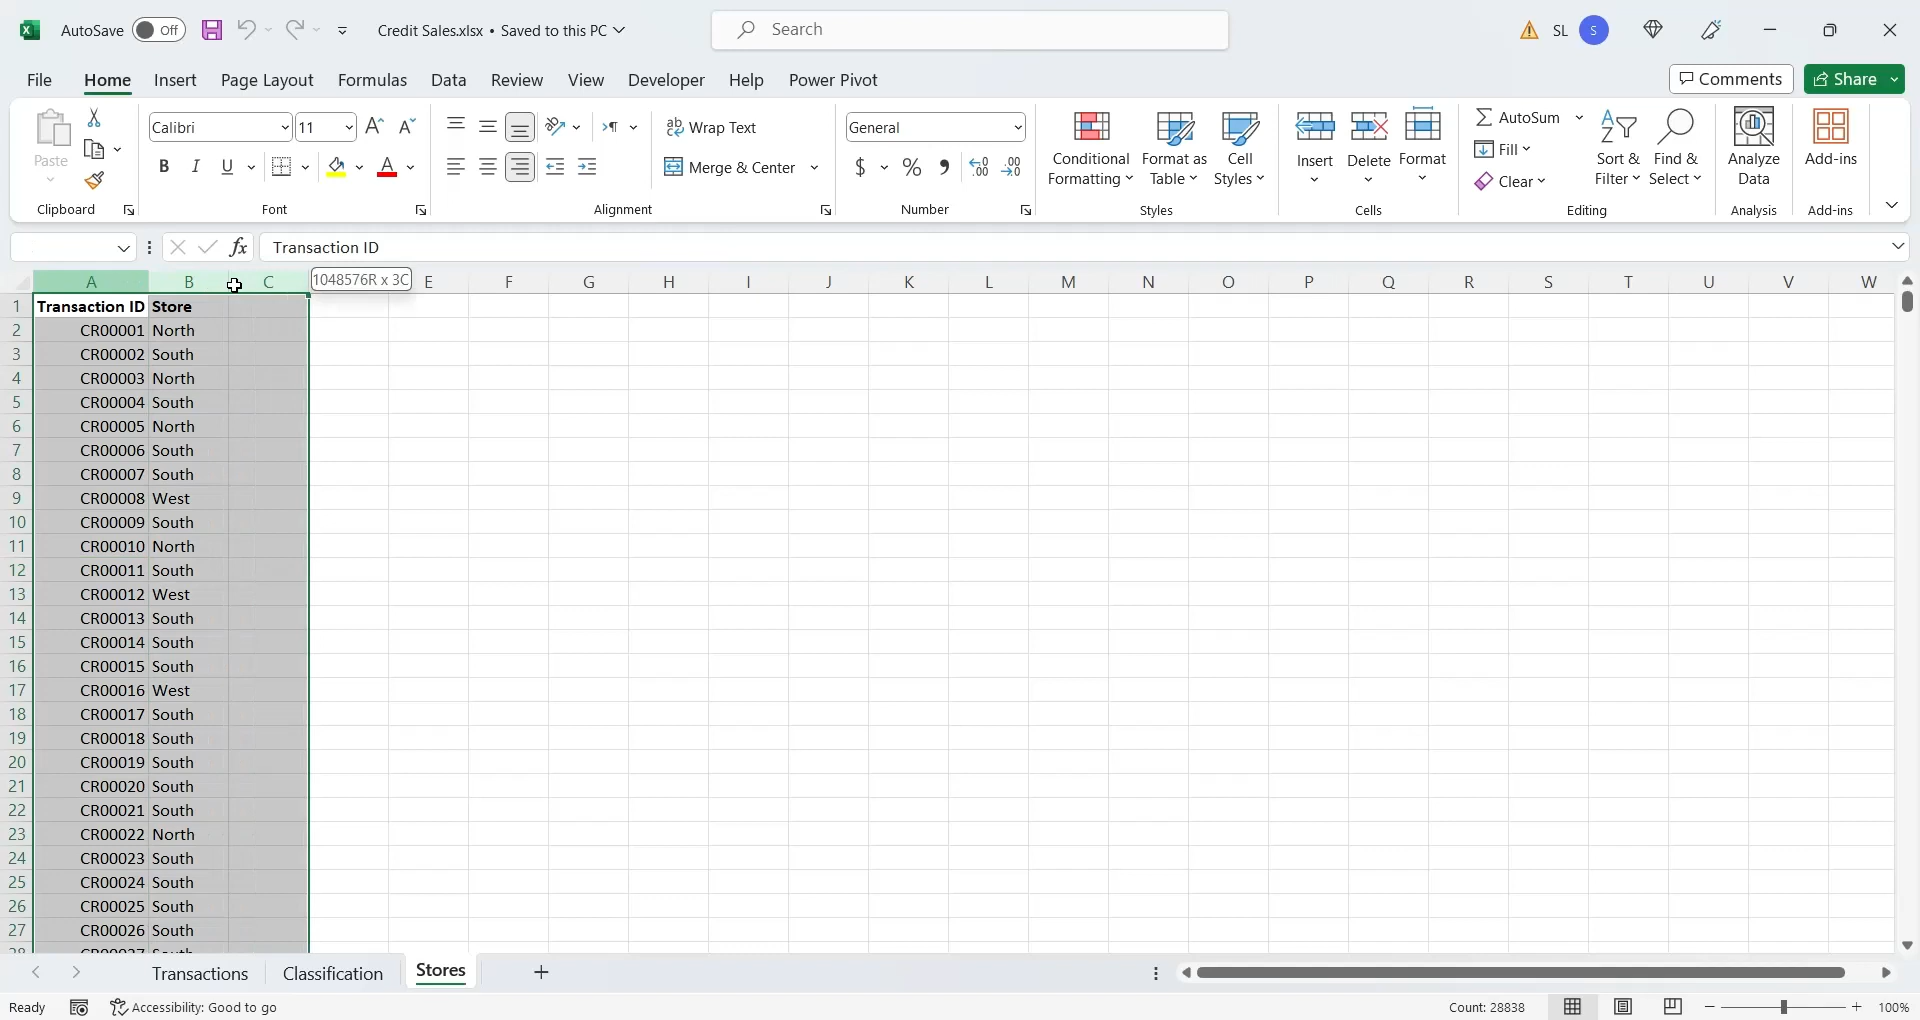 AutoSave Off Credit Sales.xlsx • Saved to this PC Search SL S
File Home Insert Page Layout Formulas Data Review View Developer Help Power Pivot Comments Share
Paste Calibri 11 Wrap Text General Conditional Formatting Format as Table Cell Styles Insert Delete Format AutoSum Sort & Filter Find & Select Analyze Data Add-ins
B I U A Merge & Center $ % Fill
Clear
Clipboard Font Alignment Number Styles Cells Editing Analysis Add-ins
fx Transaction ID
A B C 1048576R x 3C E F G H I J K L M N O P Q R S T U V W
1 Transaction ID Store
2 CR00001 North
3 CR00002 South
4 CR00003 North
5 CR00004 South
6 CR00005 North
7 CR00006 South
8 CR00007 South
9 CR00008 West
10 CR00009 South
11 CR00010 North
12 CR00011 South
13 CR00012 West
14 CR00013 South
15 CR00014 South
16 CR00015 South
17 CR00016 West
18 CR00017 South
19 CR00018 South
20 CR00019 South
21 CR00020 South
22 CR00021 South
23 CR00022 North
24 CR00023 South
25 CR00024 South
26 CR00025 South
27 CR00026 South
Transactions Classification Stores
Ready Accessibility: Good to go Count: 28838 100%